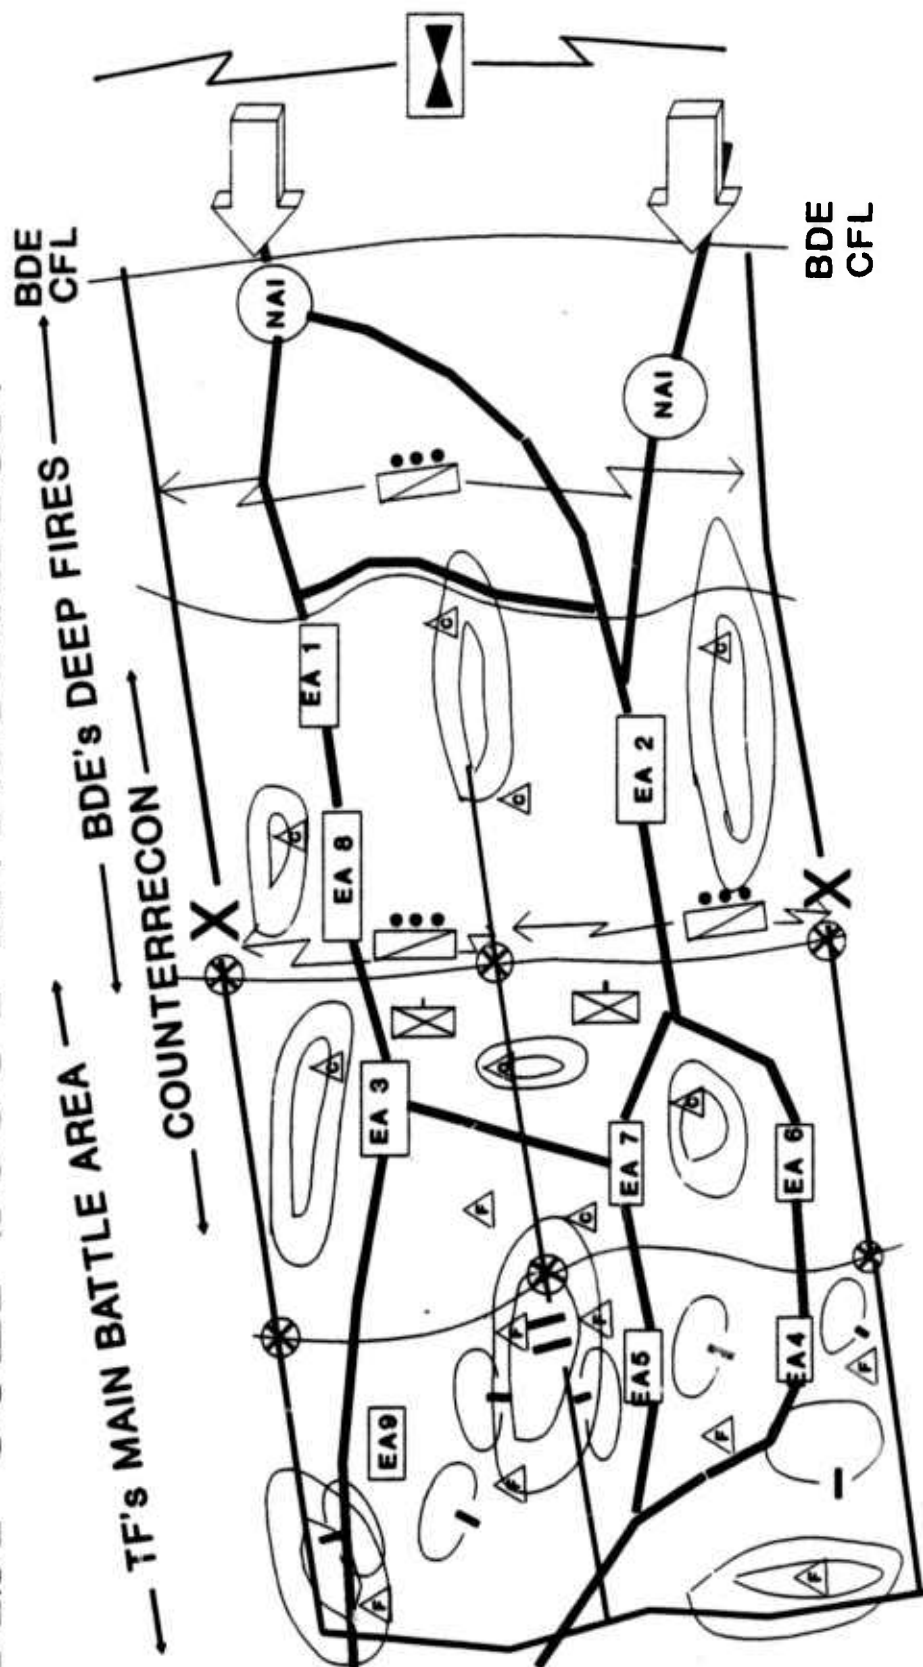 BDE
CFL
BDE's DEEP FIRES
COUNTERRECON
TF's MAIN BATTLE AREA
NAI
NAI
BDE
CFL
EA 1
EA 2
EA 8
EA 3
EA 7
EA 6
EA9
EA5
EA4
X
X
C
C
C
C
C
C
C
F
F
F
F
F
F
F
F